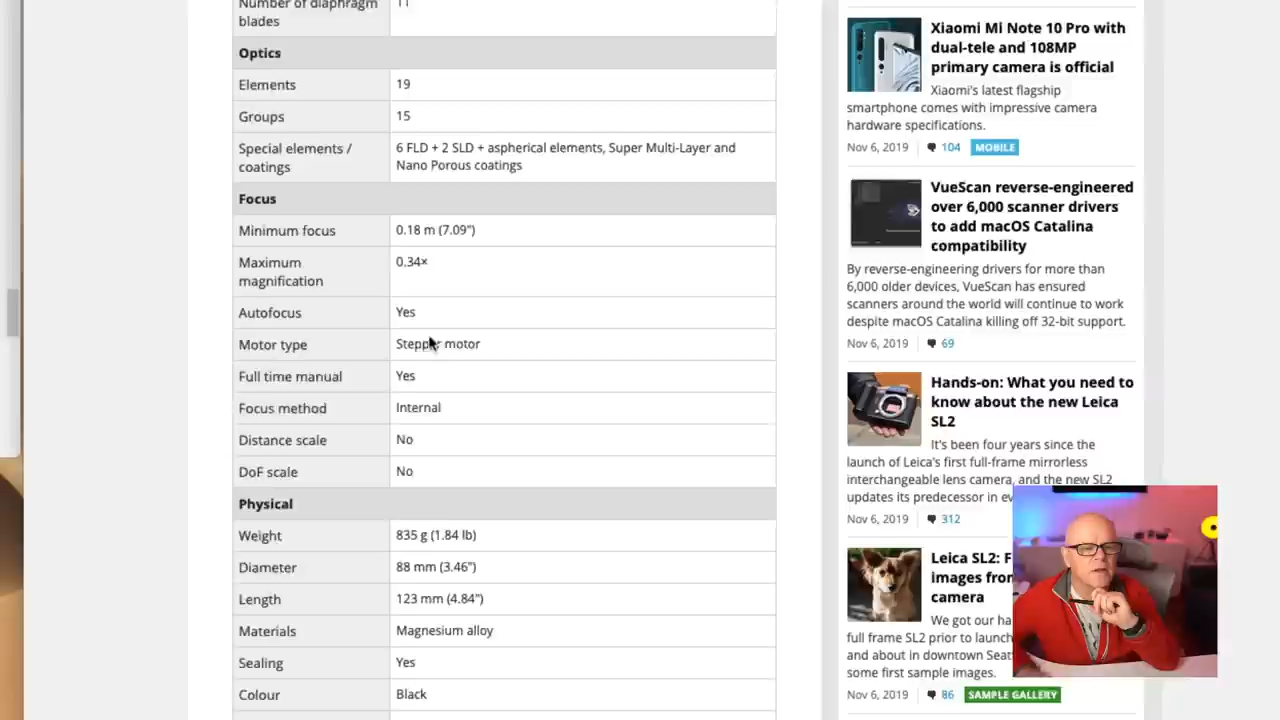 Number of diaphragm
blades
11
Optics
Elements
19
Groups
15
Special elements /
coatings
6 FLD + 2 SLD + aspherical elements, Super Multi-Layer and
Nano Porous coatings
Focus
Minimum focus
0.18 m (7.09″)
Maximum
magnification
0.34×
Autofocus
Yes
Motor type
Stepper motor
Full time manual
Yes
Focus method
Internal
Distance scale
No
DoF scale
No
Physical
Weight
835 g (1.84 lb)
Diameter
88 mm (3.46″)
Length
123 mm (4.84″)
Materials
Magnesium alloy
Sealing
Yes
Colour
Black
Xiaomi Mi Note 10 Pro with
dual-tele and 108MP
primary camera is official
Xiaomi's latest flagship
smartphone comes with impressive camera
hardware specifications.
Nov 6, 2019 104 MOBILE
VueScan reverse-engineered
over 6,000 scanner drivers
to add macOS Catalina
compatibility
By reverse-engineering drivers for more than
6,000 older devices, VueScan has ensured
scanners around the world will continue to work
despite macOS Catalina killing off 32-bit support.
Nov 6, 2019 69
Hands-on: What you need to
know about the new Leica
SL2
It's been four years since the
launch of Leica's first full-frame mirrorless
interchangeable lens camera, and the new SL2
updates its predecessor in
Nov 6, 2019 312
Leica SL2:
images
camera
We got our
full frame SL2 prior to launch
and about in downtown
some first sample images.
Nov 6, 2019 86 SAMPLE GALLERY